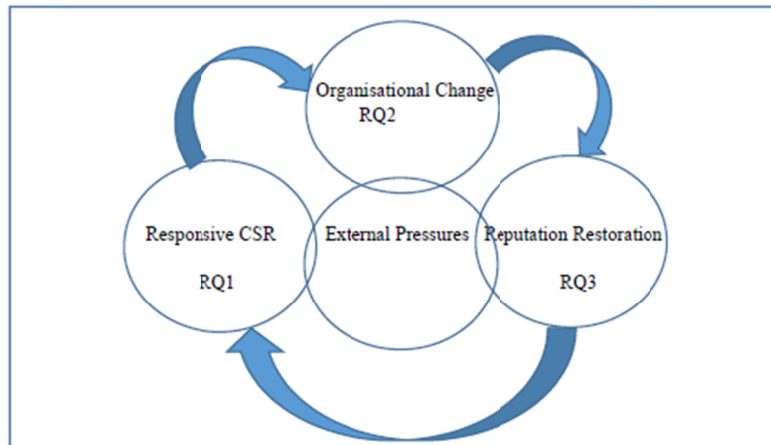 Organisational Change
RQ2
Responsive CSR
External Pressures
Reputation Restoration
RQ1
RQ3